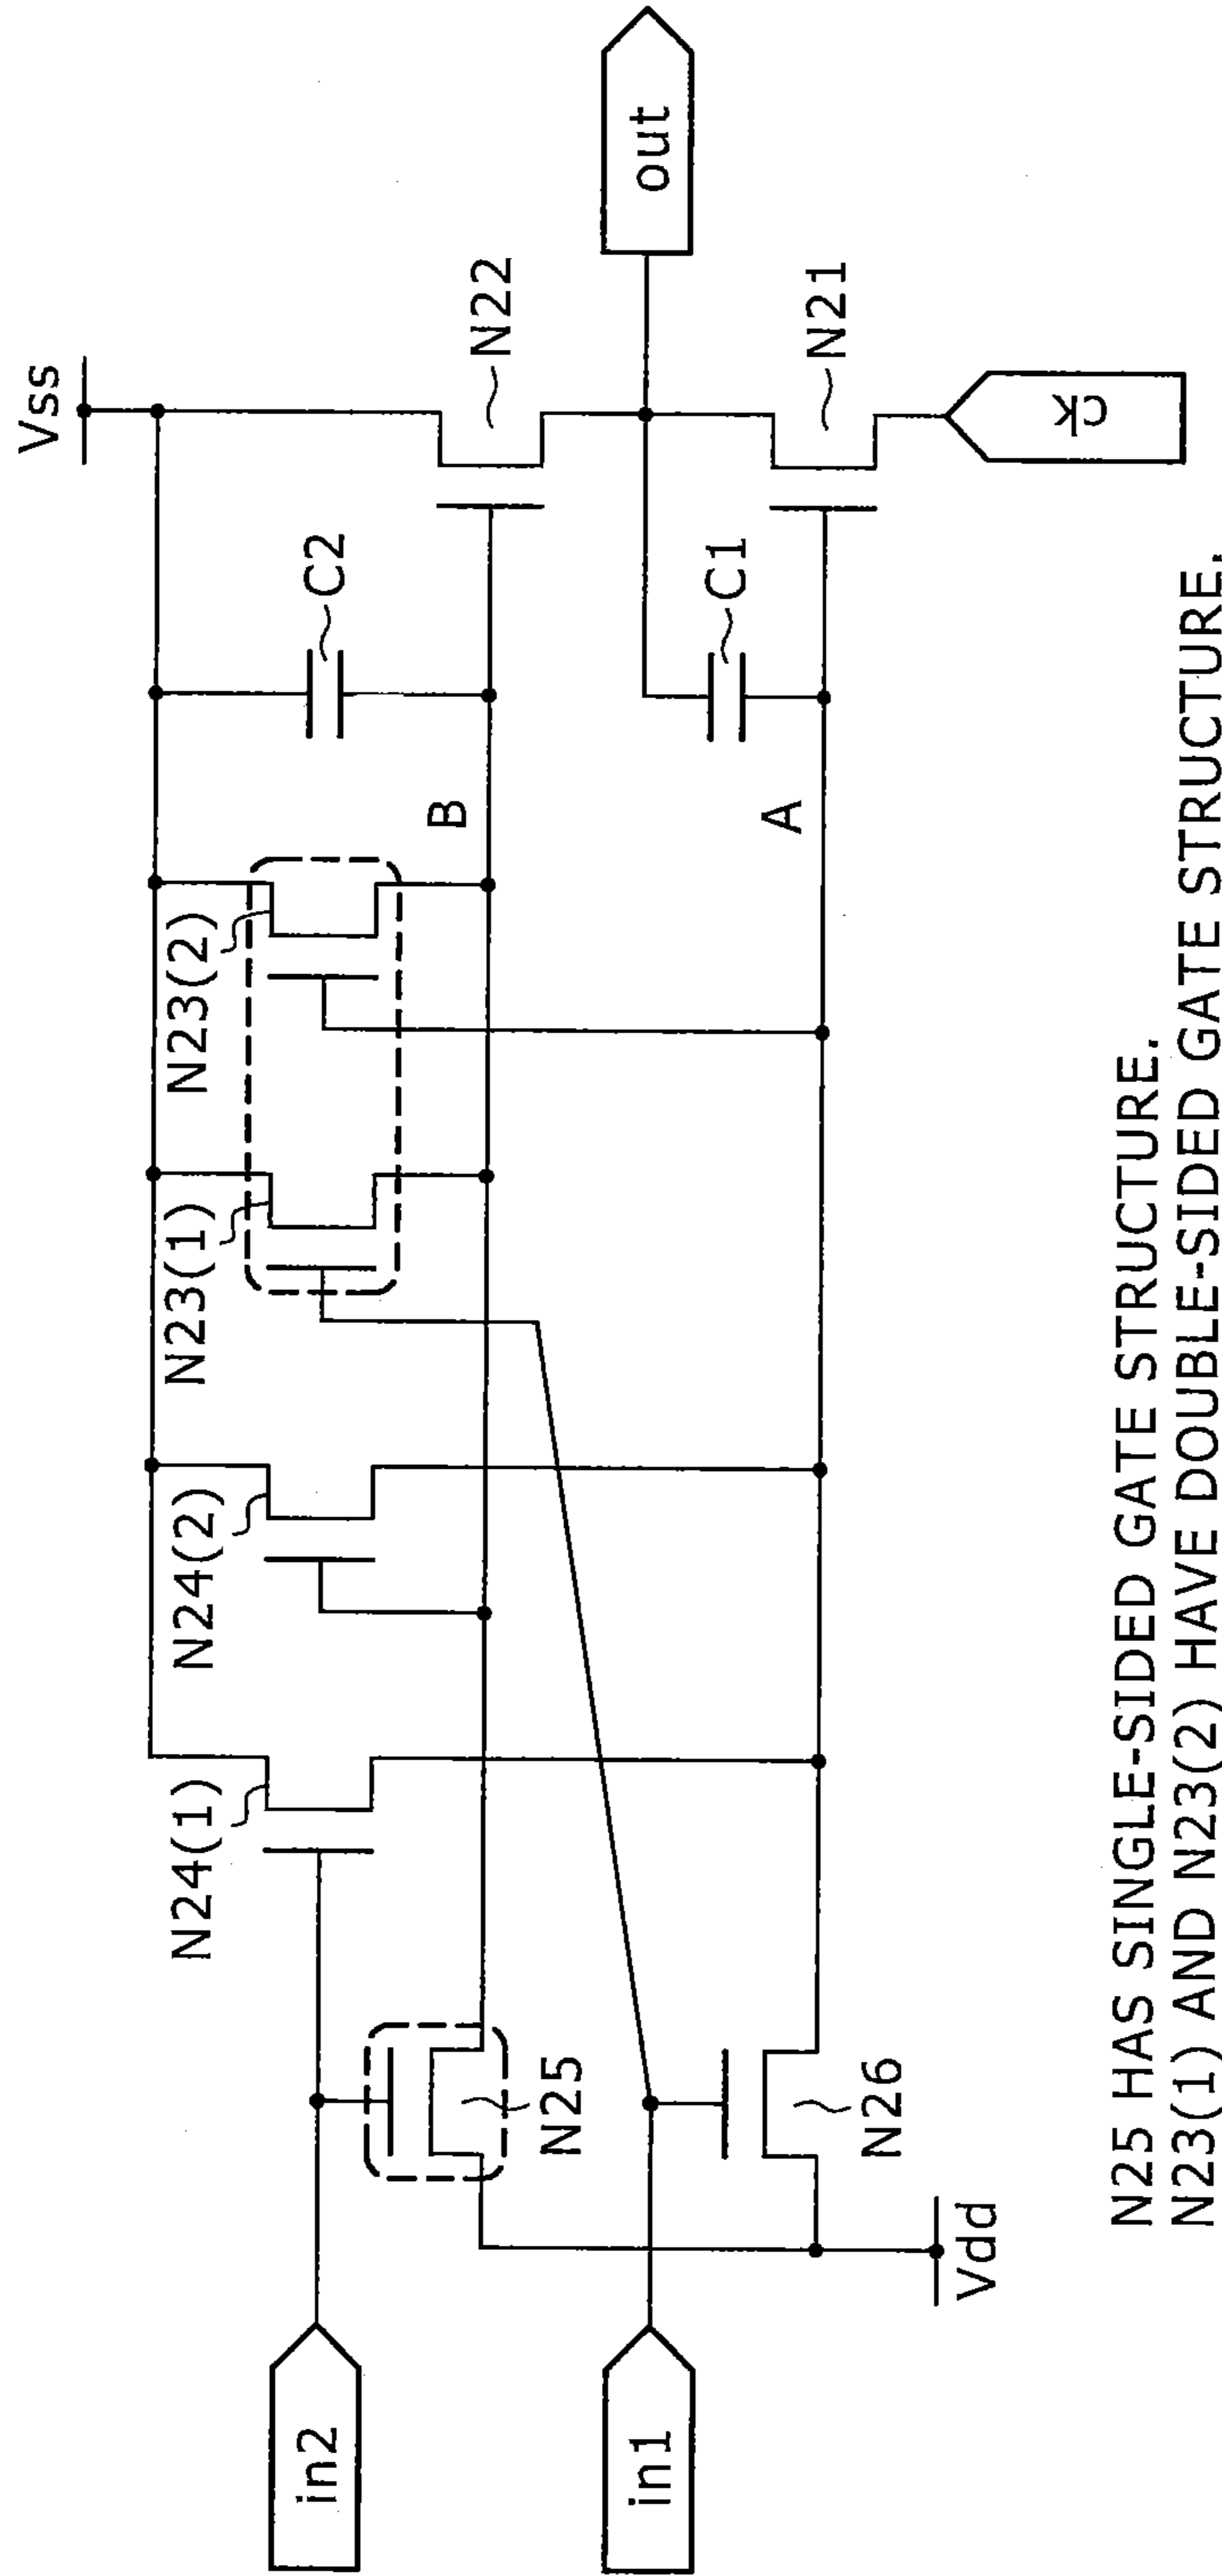 Vss
in2
N24(1)
N24(2)
N23(1)
N23(2)
C2
N22
N25
B
out
in1
C1
N26
A
N21
Vdd
ck
N25 HAS SINGLE-SIDED GATE STRUCTURE.
N23(1) AND N23(2) HAVE DOUBLE-SIDED GATE STRUCTURE.